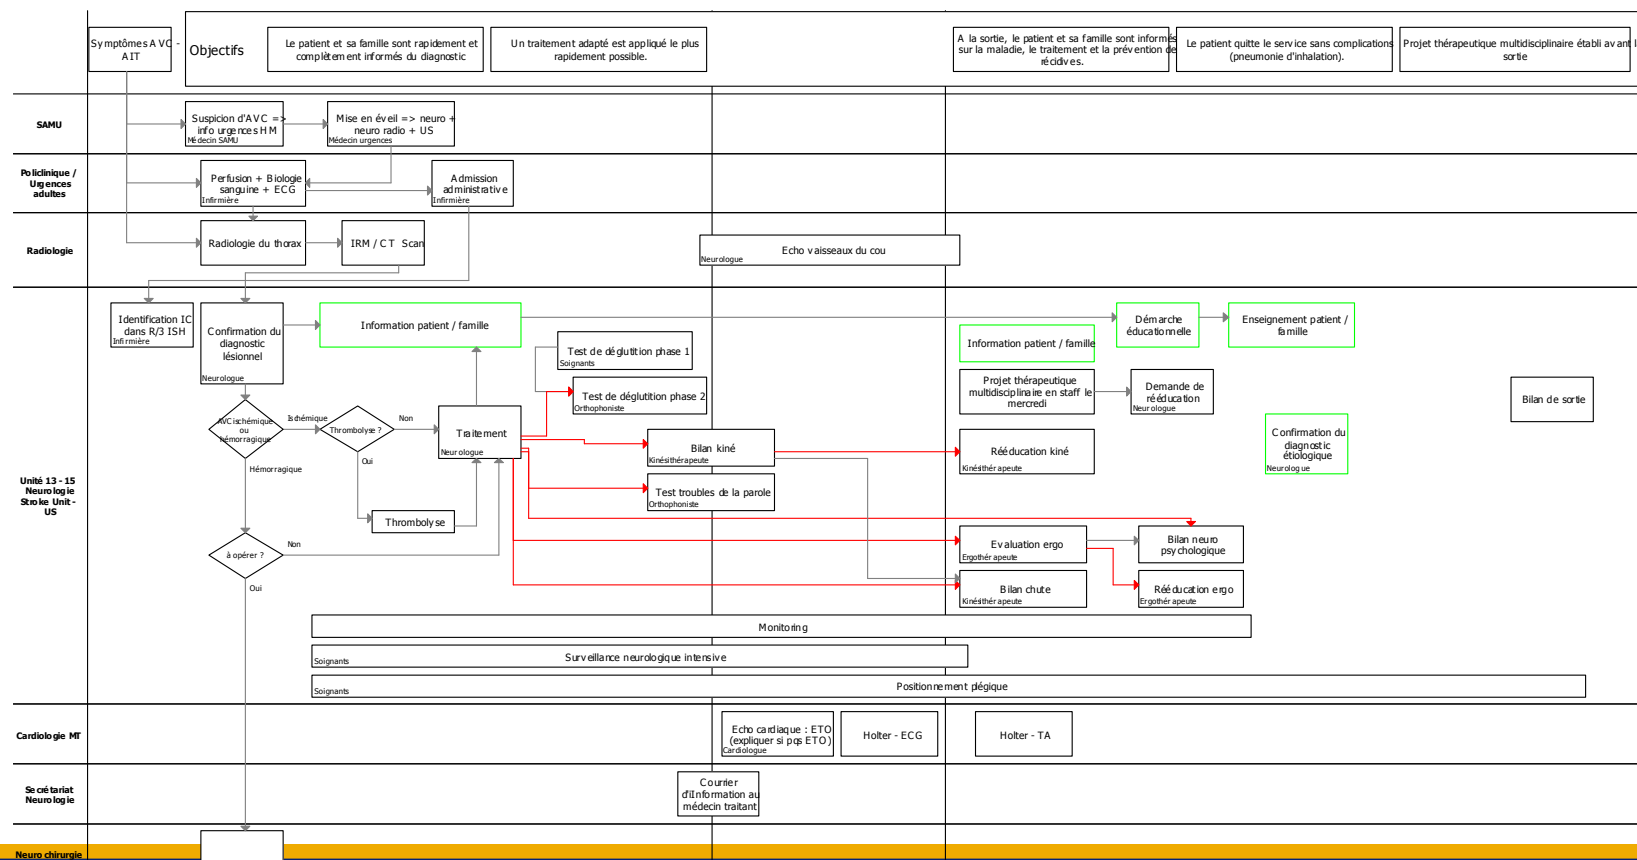 Symptômes AVC -
AIT
Objectifs
Le patient et sa famille sont rapidement et
complètement informés du diagnostic
Un traitement adapté est appliqué le plus
rapidement possible.
A la sortie, le patient et sa famille sont informés
sur la maladie, le traitement et la prévention de
récidives.
Le patient quitte le service sans complications
(pneumonie d'inhalation).
Projet thérapeutique multidisciplinaire établi avant
sortie
SAMU
Suspicion d'AVC =>
info urgences HM
Médecin SAMU
Mise en éveil => neuro +
neuro radio + US
Médecin urgences
Policlinique /
Urgences
adultes
Perfusion + Biologie
sanguine + ECG
Infirmière
Admission
administrative
Infirmière
Radiologie
Radiologie du thorax
IRM / CT Scan
Echo vaisseaux du cou
Neurologue
Unité 13 - 15
Neurologie
Stroke Unit -
US
Identification IC
dans R/3 ISH
Infirmière
Confirmation du
diagnostic
lésionnel
Neurologue
Information patient / famille
Démarche
éducationnelle
Enseignement patient /
famille
Test de déglutition phase 1
Soignants
Information patient / famille
Test de déglutition phase 2
Orthophoniste
Projet thérapeutique
multidisciplinaire en staff le
mercredi
Demande de
rééducation
Neurologue
Bilan de sortie
AVC ischémique
ou
hémorragique
Ischémique
Thrombolyse ?
Non
Traitement
Neurologue
Oui
Hémorragique
Bilan kiné
Kinésithérapeute
Rééducation kiné
Kinésithérapeute
Confirmation du
diagnostic
étiologique
Neurologue
Test troubles de la parole
Orthophoniste
Thrombolyse
à opérer ?
Non
Oui
Evaluation ergo
Ergothérapeute
Bilan neuro
psychologique
Bilan chute
Kinésithérapeute
Rééducation ergo
Ergothérapeute
Monitoring
Surveillance neurologique intensive
Soignants
Positionnement plégique
Soignants
Cardiologie MT
Echo cardiaque : ETO
(expliquer si pqs ETO)
Cardiologue
Holter - ECG
Holter - TA
Secrétariat
Neurologie
Courrier
d'iInformation au
médecin traitant
Neuro chirurgie